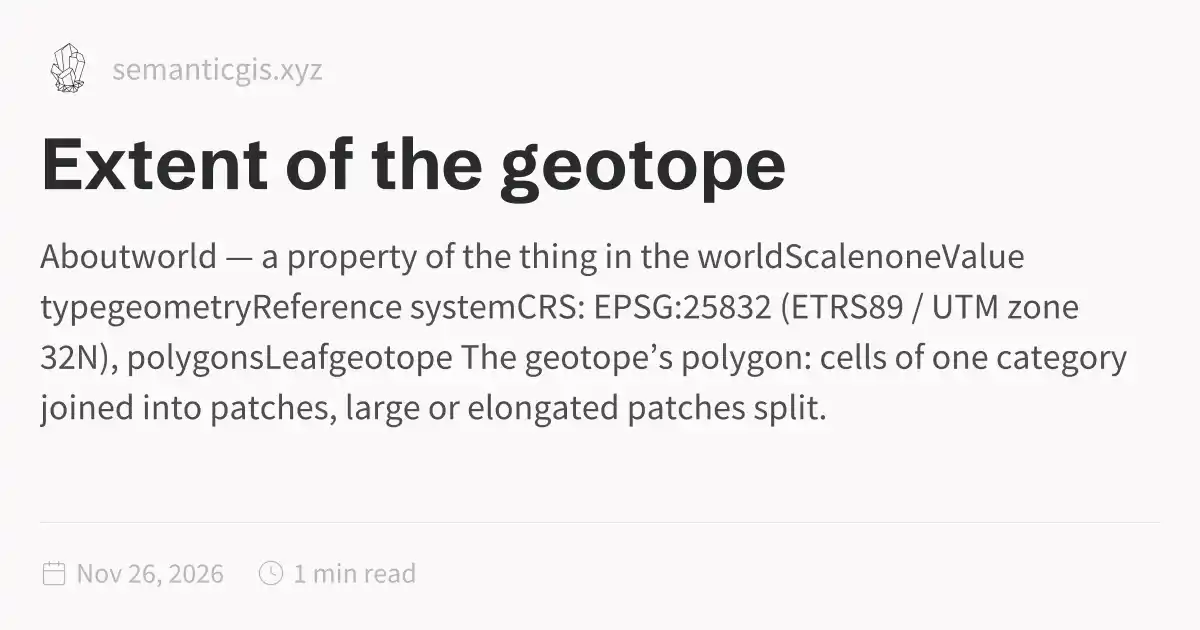 semanticgis.xyz
Extent of the geotope
Aboutworld — a property of the thing in the worldScalenoneValue
typegeometryReference systemCRS: EPSG:25832 (ETRS89 / UTM zone
32N), polygonsLeafgeotope The geotope’s polygon: cells of one category
joined into patches, large or elongated patches split.
Nov 26, 2026 1 min read